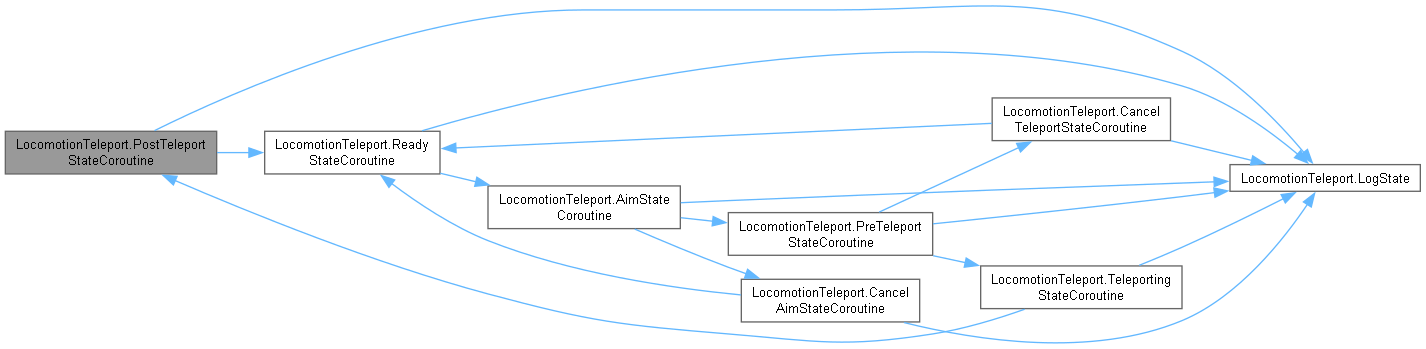 LocomotionTeleport.PostTeleport
StateCoroutine
LocomotionTeleport.Ready
StateCoroutine
LocomotionTeleport.AimState
Coroutine
LocomotionTeleport.PreTeleport
StateCoroutine
LocomotionTeleport.Cancel
AimStateCoroutine
LocomotionTeleport.Cancel
TeleportStateCoroutine
LocomotionTeleport.Teleporting
StateCoroutine
LocomotionTeleport.LogState